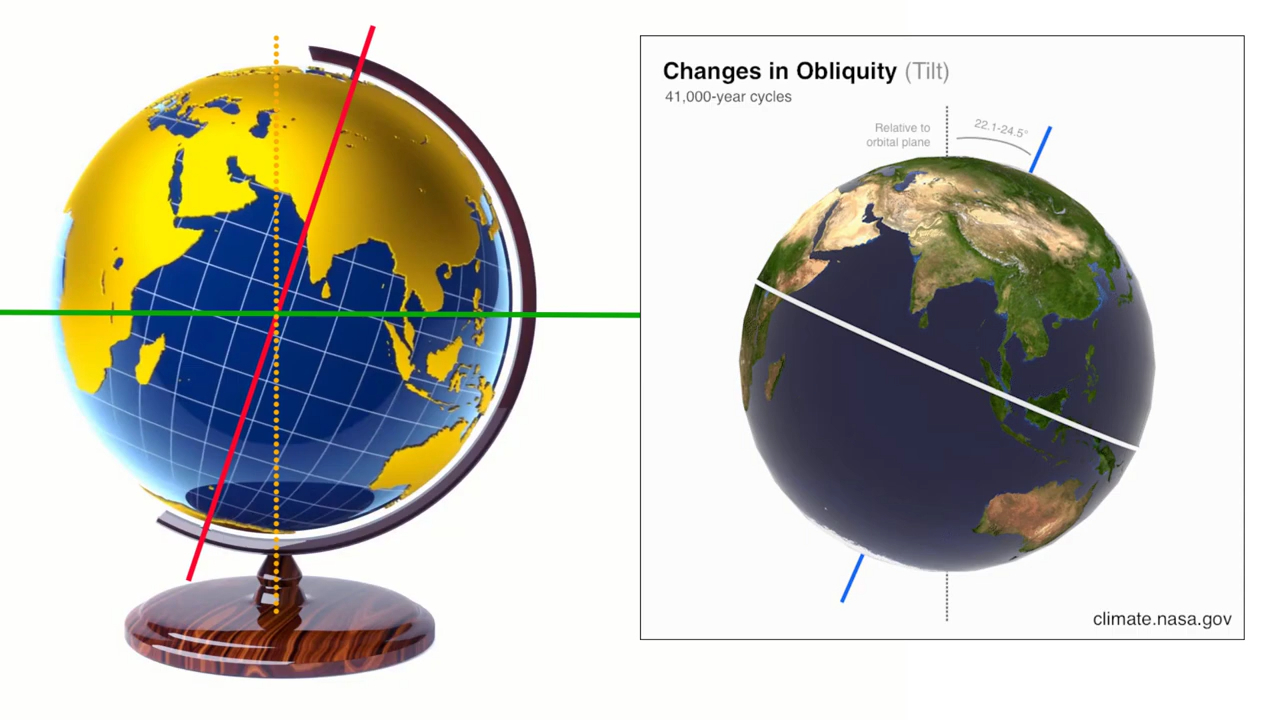 Changes in Obliquity (Tilt)
41,000-year cycles
Relative to
orbital plane
22.1-24.5°
climate.nasa.gov